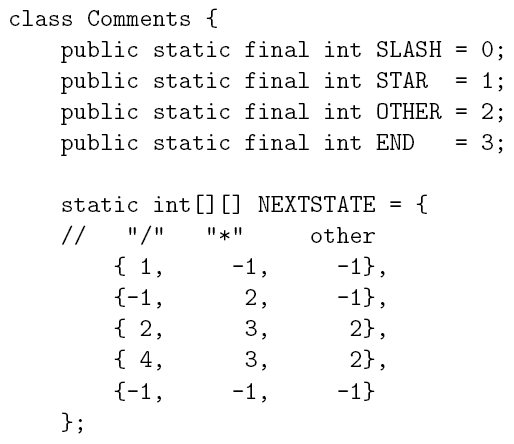 class Comments {
    public static final int SLASH = 0;
    public static final int STAR  = 1;
    public static final int OTHER = 2;
    public static final int END   = 3;

    static int[][] NEXTSTATE = {
    //   "/"   "*"     other
        { 1,     -1,     -1},
        {-1,      2,     -1},
        { 2,      3,      2},
        { 4,      3,      2},
        {-1,     -1,     -1}
    };